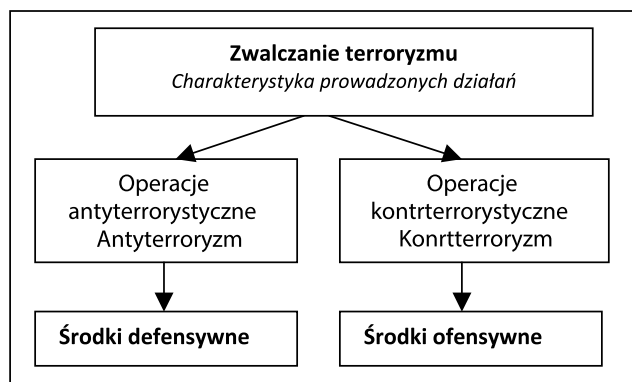 Zwalczanie terroryzmu
Charakterystyka prowadzonych działań
Operacje
antyterrorystyczne
Antyterroryzm
Operacje
kontrterrorystyczne
Konrtterroryzm
Środki defensywne
Środki ofensywne